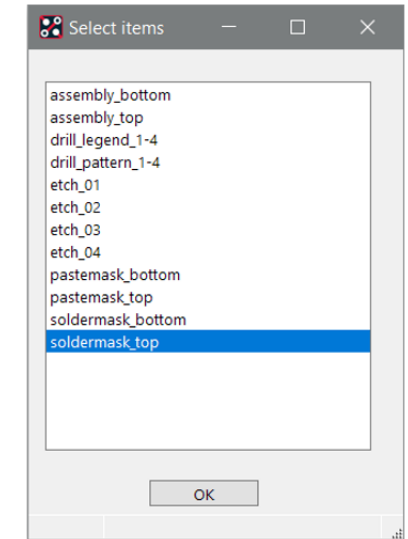 Select items
assembly_bottom
assembly_top
drill_legend_1-4
drill_pattern_1-4
etch_01
etch_02
etch_03
etch_04
pastemask_bottom
pastemask_top
soldermask_bottom
soldermask_top
OK